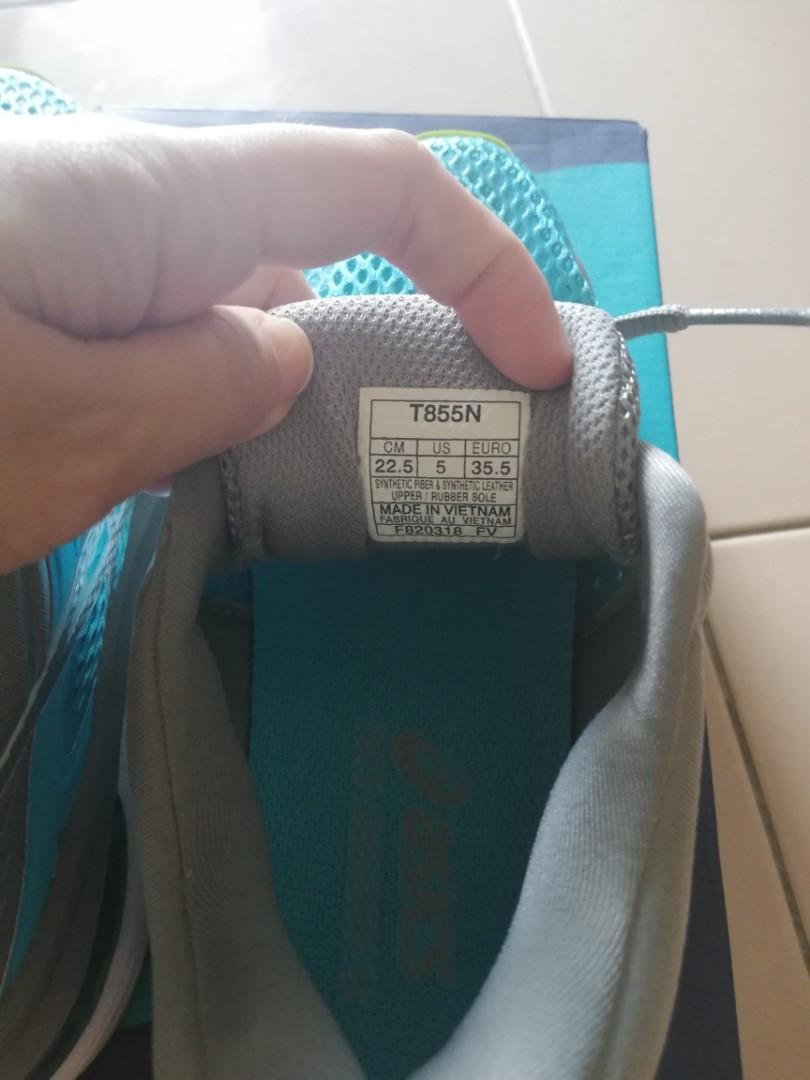 T855N
CM US EURO
22.5 5 35.5
SYNTHETIC FIBER & SYNTHETIC LEATHER
UPPER / RUBBER SOLE
MADE IN VIETNAM
FABRIQUE AU VIETNAM
F820318 FV
asics